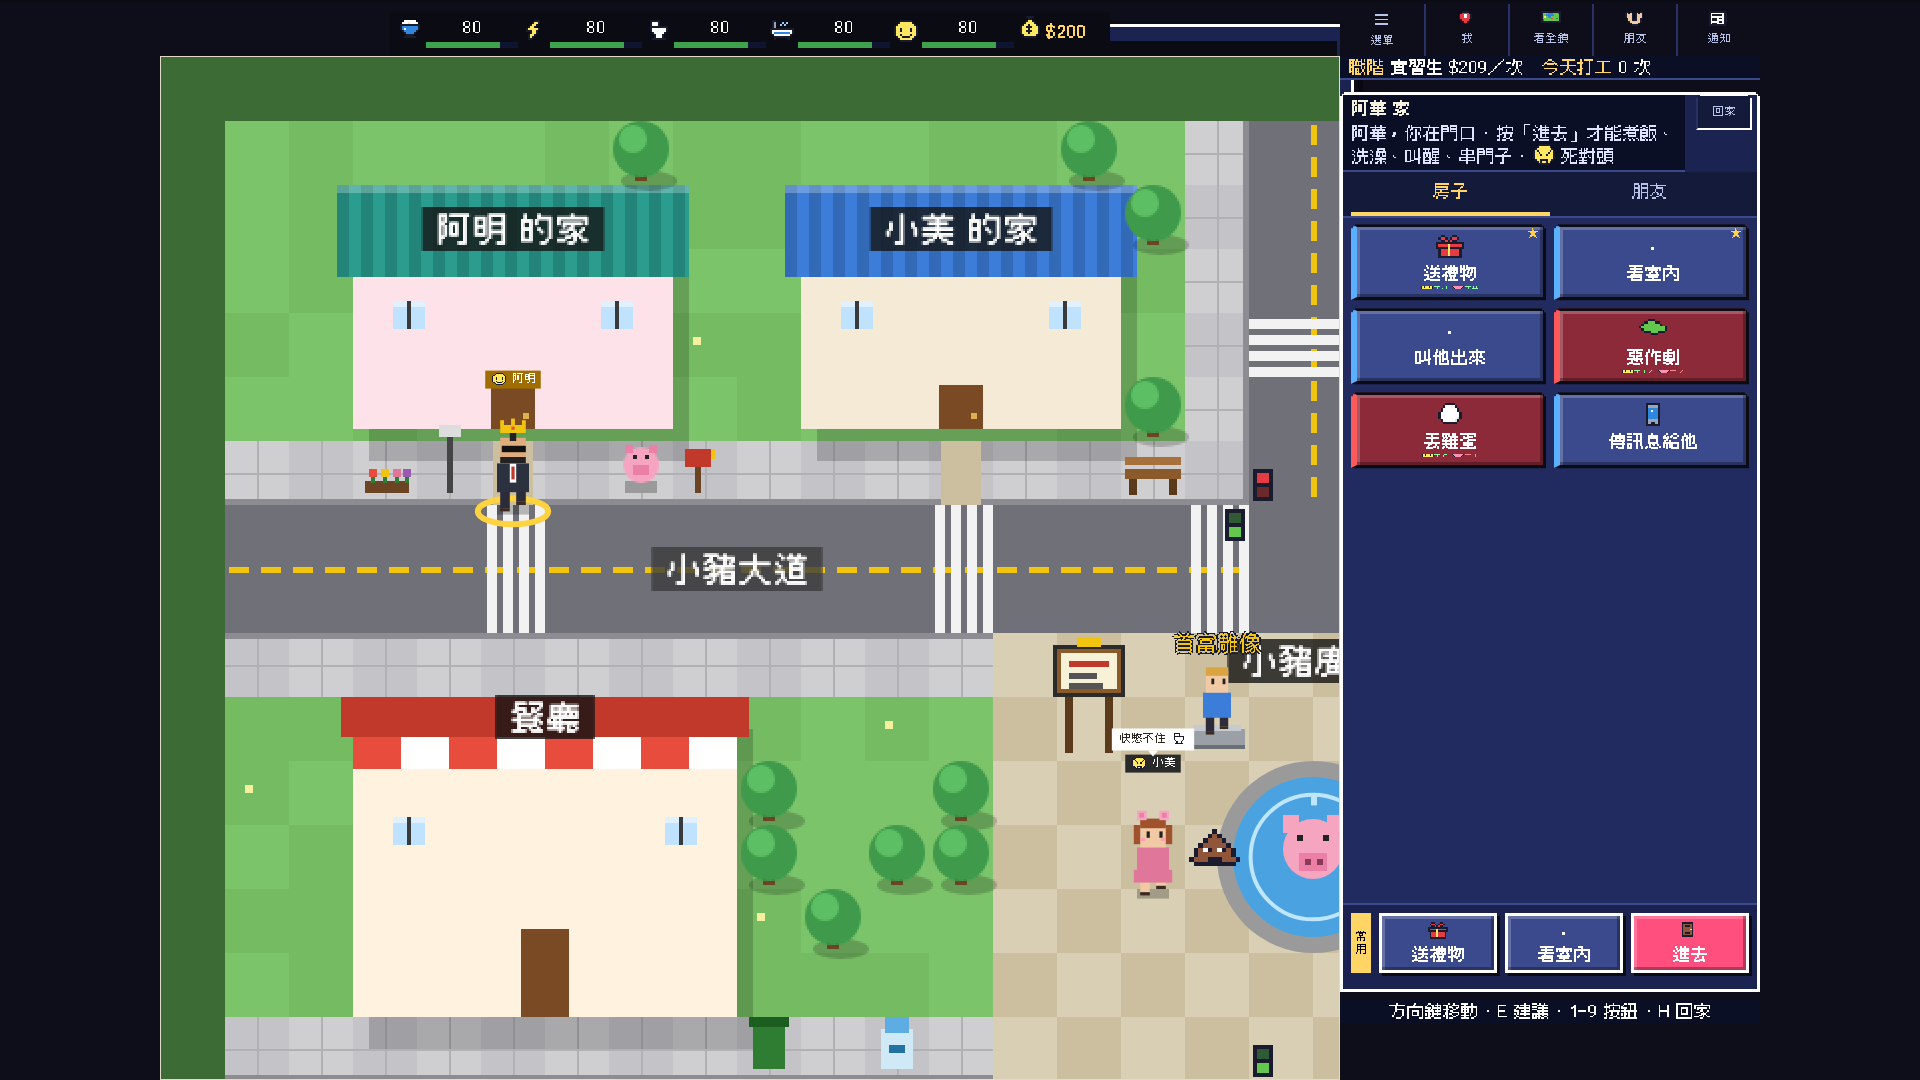 80
80
80
80
80
$200
選單
我
看全鎮
朋友
通知
職階 實習生 $209／次 今天打工 0 次
阿華 家
回家
阿華，你在門口．按「進去」才能煮飯、
洗澡、叫醒、串門子． 死對頭
房子
朋友
送禮物
看室內
叫他出來
惡作劇
丟雞蛋
傳訊息給他
常用
送禮物
看室內
進去
方向鍵移動．E 建議．1-9 按鈕．H 回家
阿明 的家
小美 的家
阿明
小豬大道
首富雕像
餐廳
快憋不住
小美